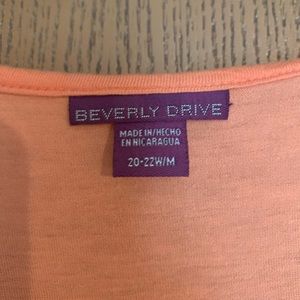 BEVERLY DRIVE
MADE IN/HECHO
EN NICARAGUA
20-22W/M